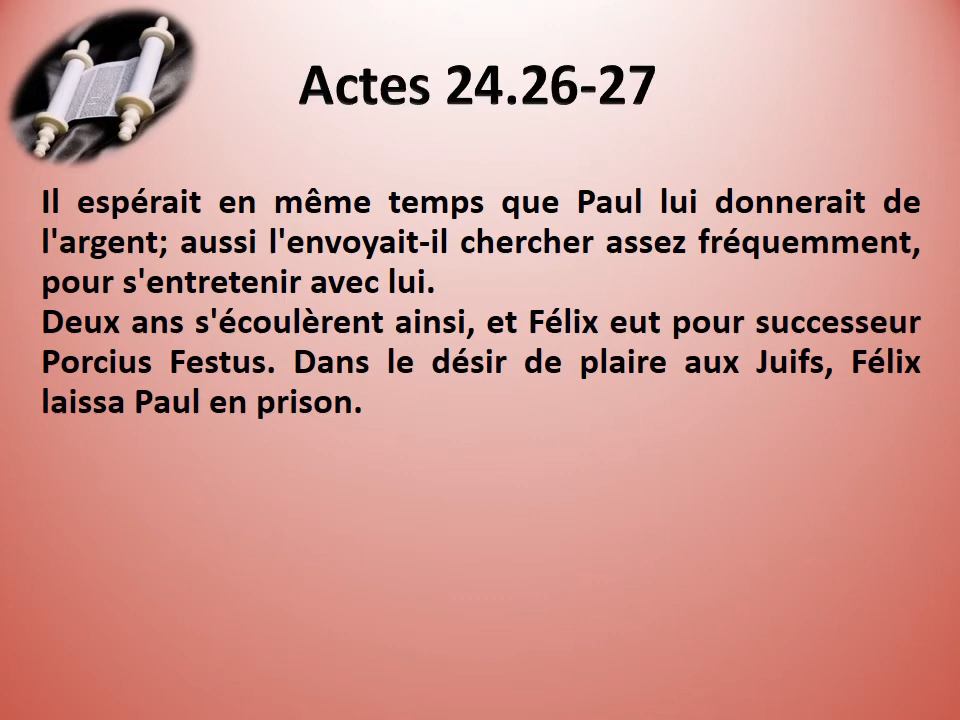 Actes 24.26-27
Il espérait en même temps que Paul lui donnerait de
l'argent; aussi l'envoyait-il chercher assez fréquemment,
pour s'entretenir avec lui.
Deux ans s'écoulèrent ainsi, et Félix eut pour successeur
Porcius Festus. Dans le désir de plaire aux Juifs, Félix
laissa Paul en prison.